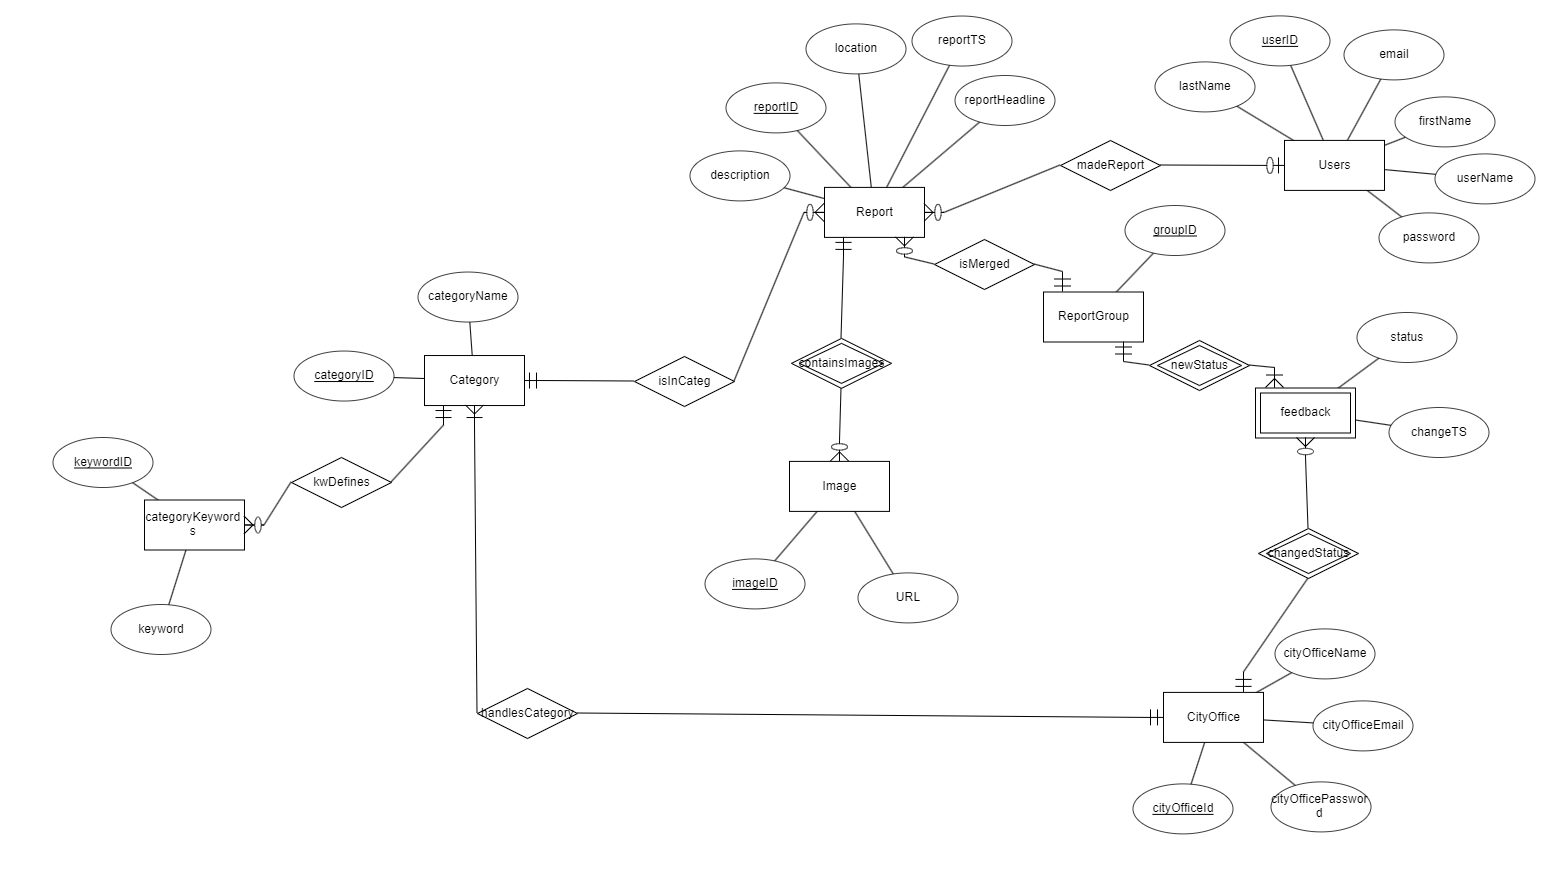 reportTS
userID
location
email
lastName
reportHeadline
reportID
firstName
madeReport
Users
description
userName
Report
groupID
password
isMerged
categoryName
ReportGroup
status
containsImages
newStatus
categoryID
Category
isInCateg
feedback
changeTS
keywordID
kwDefines
Image
categoryKeyword
s
changedStatus
imageID
URL
keyword
cityOfficeName
handlesCategory
CityOffice
cityOfficeEmail
cityOfficeId
cityOfficePasswor
d